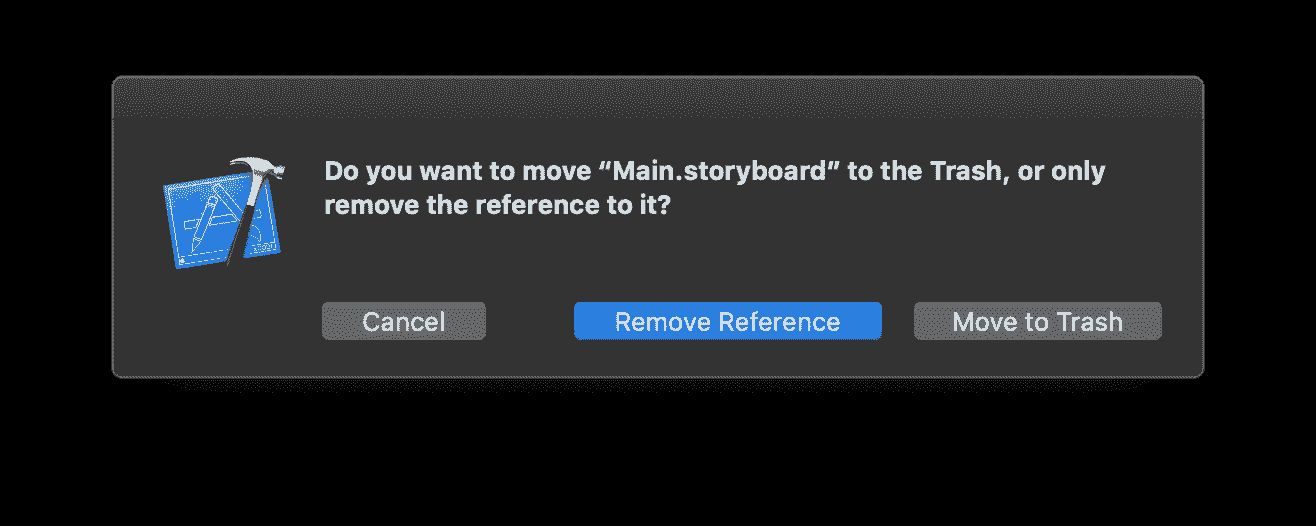 Do you want to move “Main.storyboard” to the Trash, or only
remove the reference to it?
Cancel
Remove Reference
Move to Trash